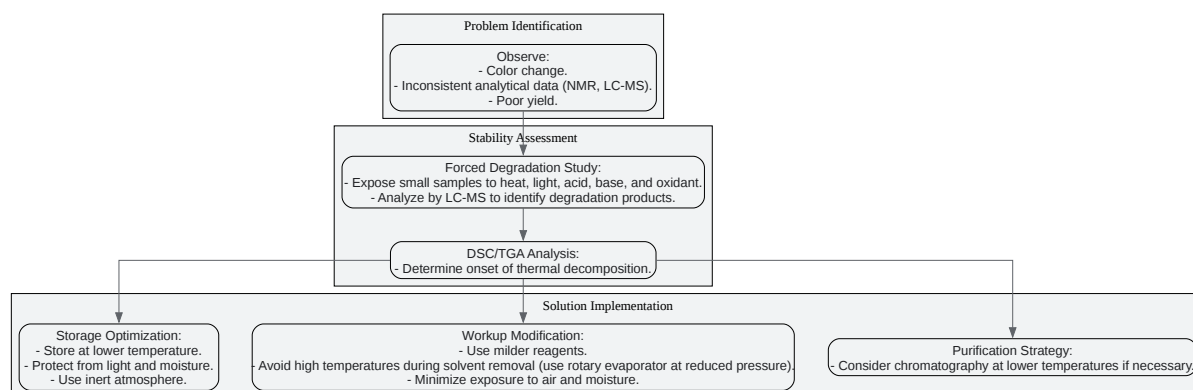 Problem Identification
Observe:
- Color change.
- Inconsistent analytical data (NMR, LC-MS).
- Poor yield.
Stability Assessment
Forced Degradation Study:
- Expose small samples to heat, light, acid, base, and oxidant.
- Analyze by LC-MS to identify degradation products.
DSC/TGA Analysis:
- Determine onset of thermal decomposition.
Solution Implementation
Storage Optimization:
- Store at lower temperature.
- Protect from light and moisture.
- Use inert atmosphere.
Workup Modification:
- Use milder reagents.
- Avoid high temperatures during solvent removal (use rotary evaporator at reduced pressure).
- Minimize exposure to air and moisture.
Purification Strategy:
- Consider chromatography at lower temperatures if necessary.